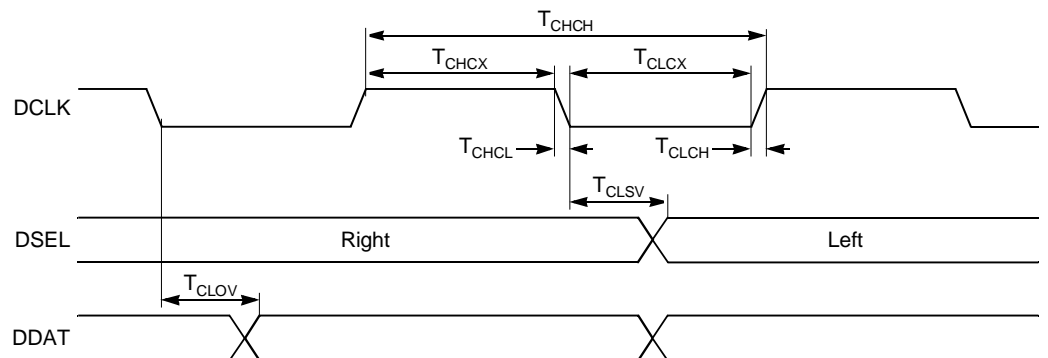 TCHCH
TCHCX TCLCX
DCLK
TCHCL TCLCH
TCLSV
DSEL Right Left
TCLOV
DDAT